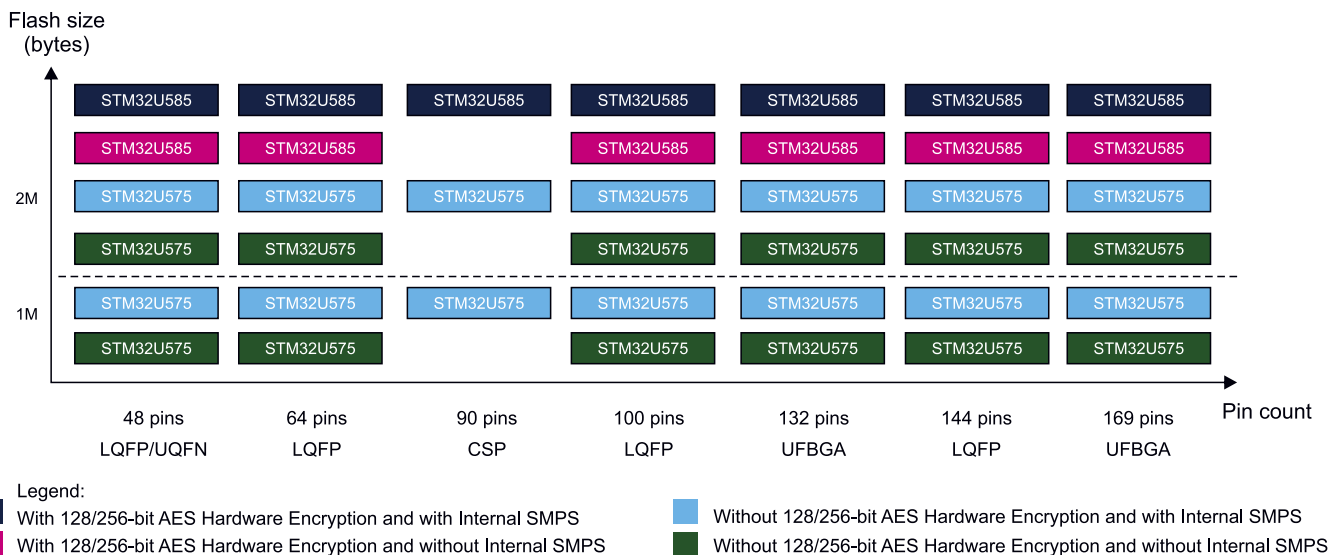 Flash size
(bytes)
STM32U585 STM32U585 STM32U585 STM32U585 STM32U585 STM32U585 STM32U585
STM32U585 STM32U585 STM32U585 STM32U585 STM32U585 STM32U585
2M STM32U575 STM32U575 STM32U575 STM32U575 STM32U575 STM32U575 STM32U575
STM32U575 STM32U575 STM32U575 STM32U575 STM32U575 STM32U575
1M STM32U575 STM32U575 STM32U575 STM32U575 STM32U575 STM32U575 STM32U575
STM32U575 STM32U575 STM32U575 STM32U575 STM32U575 STM32U575
48 pins 64 pins 90 pins 100 pins 132 pins 144 pins 169 pins Pin count
LQFP/UQFN LQFP CSP LQFP UFBGA LQFP UFBGA
Legend:
With 128/256-bit AES Hardware Encryption and with Internal SMPS Without 128/256-bit AES Hardware Encryption and with Internal SMPS
With 128/256-bit AES Hardware Encryption and without Internal SMPS Without 128/256-bit AES Hardware Encryption and without Internal SMPS